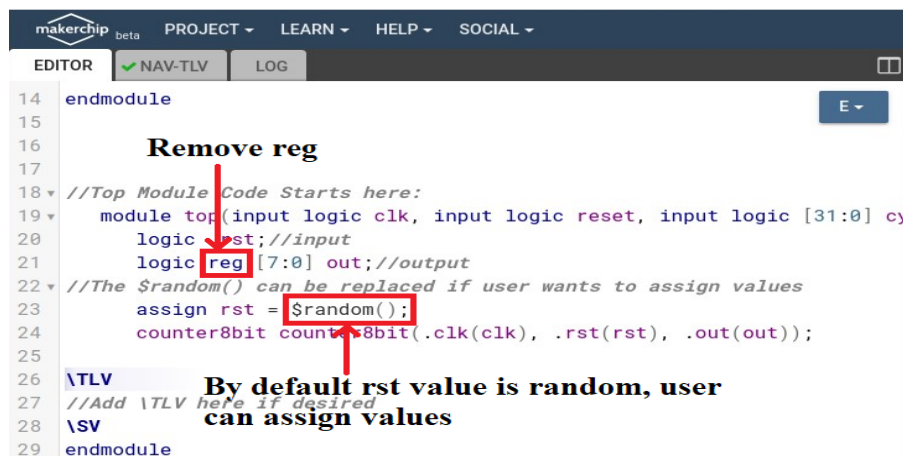 makerchip beta PROJECT LEARN HELP SOCIAL
EDITOR NAV-TLV LOG
14 endmodule
E
15
16
Remove reg
17
18 //Top Module Code Starts here:
19 module top(input logic clk, input logic reset, input logic [31:0] cy
20 logic rst;//input
21 logic reg [7:0] out;//output
22 //The $random() can be replaced if user wants to assign values
23 assign rst = $random();
24 counter8bit counter8bit(.clk(clk), .rst(rst), .out(out));
25
26 \TLV
By default rst value is random, user
27 //Add \TLV here if desired
can assign values
28 \SV
29 endmodule